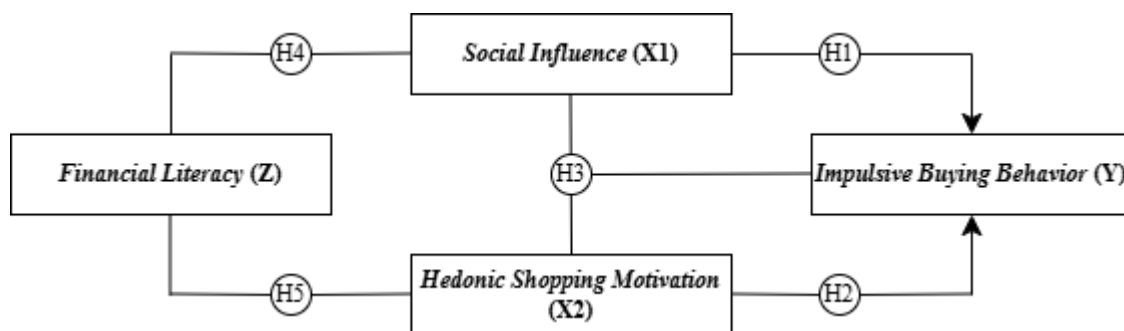 H4
Social Influence (X1)
H1
Financial Literacy (Z)
H3
Impulsive Buying Behavior (Y)
H5
Hedonic Shopping Motivation
(X2)
H2